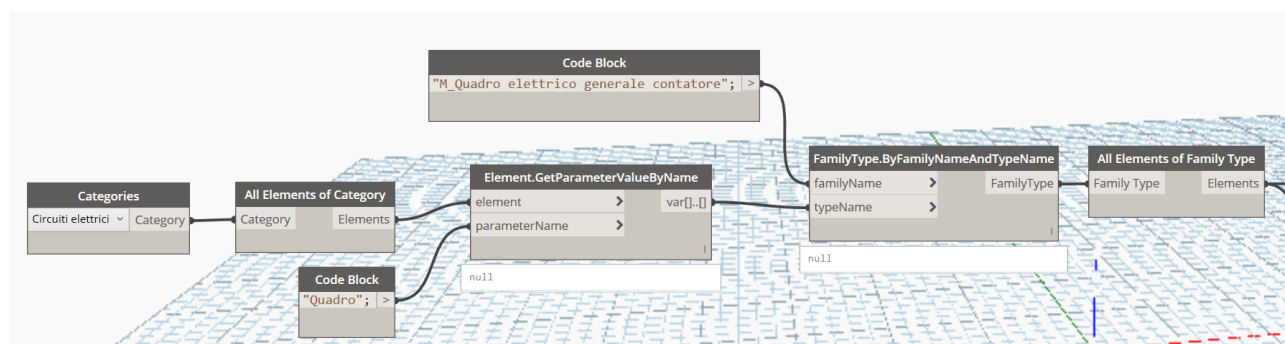 Code Block
"M_Quadro elettrico generale contatore"; >
Categories
Circuiti elettrici Category
All Elements of Category
Category Elements
Code Block
"Quadro"; >
Element.GetParameterValueByName
element > var[]..[]
parameterName >
l
null
FamilyType.ByFamilyNameAndTypeName
familyName > FamilyType
typeName >
l
null
All Elements of Family Type
Family Type Elements